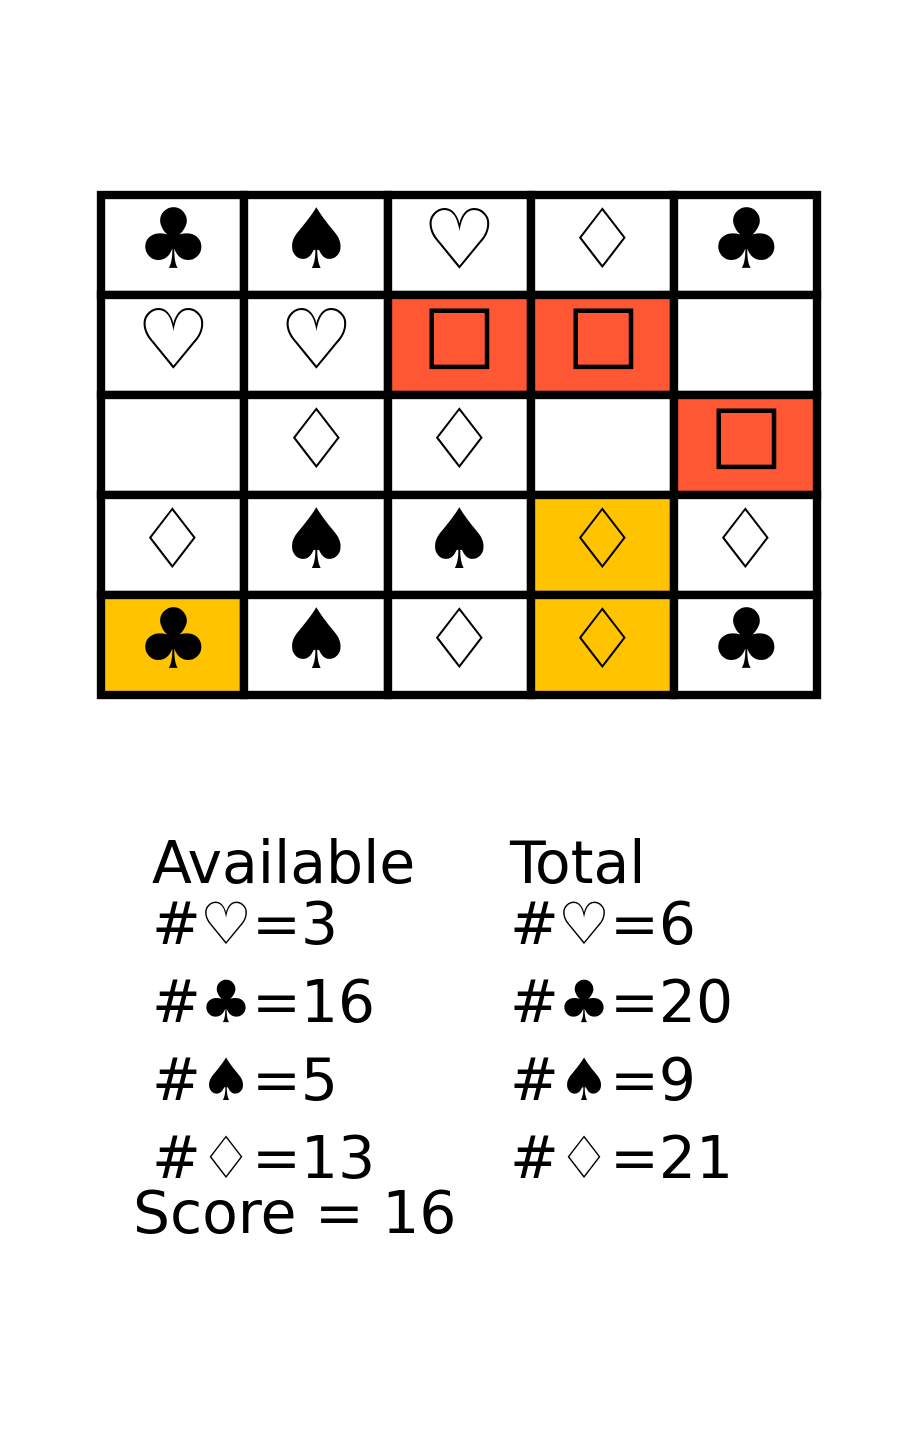 ♣ ♠ ♡ ♢ ♣
♡ ♡ □ □
♢ ♢ □
♢ ♠ ♠ ♢ ♢
♣ ♠ ♢ ♢ ♣
Available Total
#♡=3 #♡=6
#♣=16 #♣=20
#♠=5 #♠=9
#♢=13 #♢=21
Score = 16